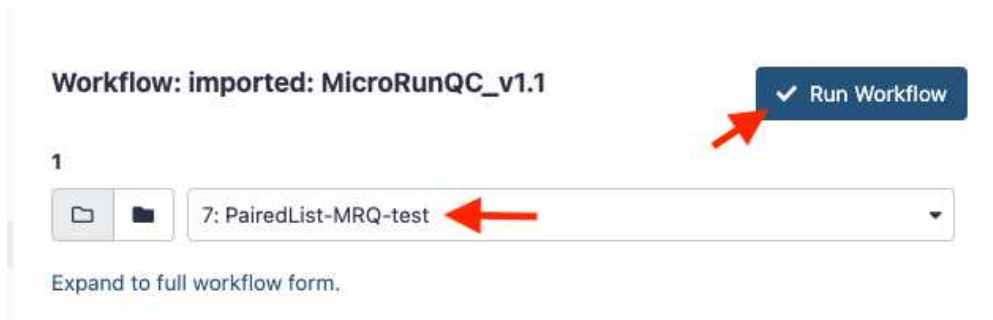 Workflow: imported: MicroRunQC_v1.1
Run Workflow
1
7: PairedList-MRQ-test
Expand to full workflow form.